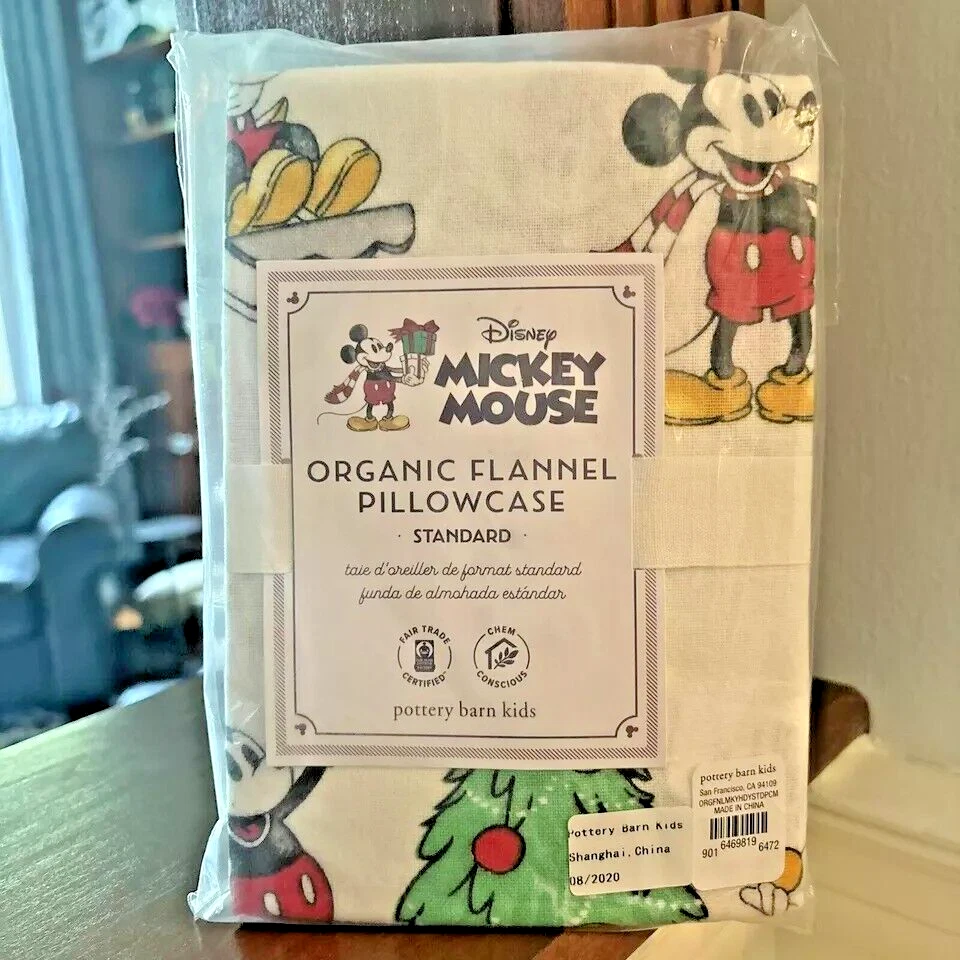 Disney
MICKEY
MOUSE
ORGANIC FLANNEL
PILLOWCASE
· STANDARD ·
taie d'oreiller de format standard
funda de almohada estándar
FAIR TRADE
CERTIFIED™
CHEM
CONSCIOUS
pottery barn kids
Pottery Barn Kids
Shanghai, China
08/2020
pottery barn kids
San Francisco, CA 94109
ORGFNLMKYHDYSTDPCM
MADE IN CHINA
901 6469819 6472